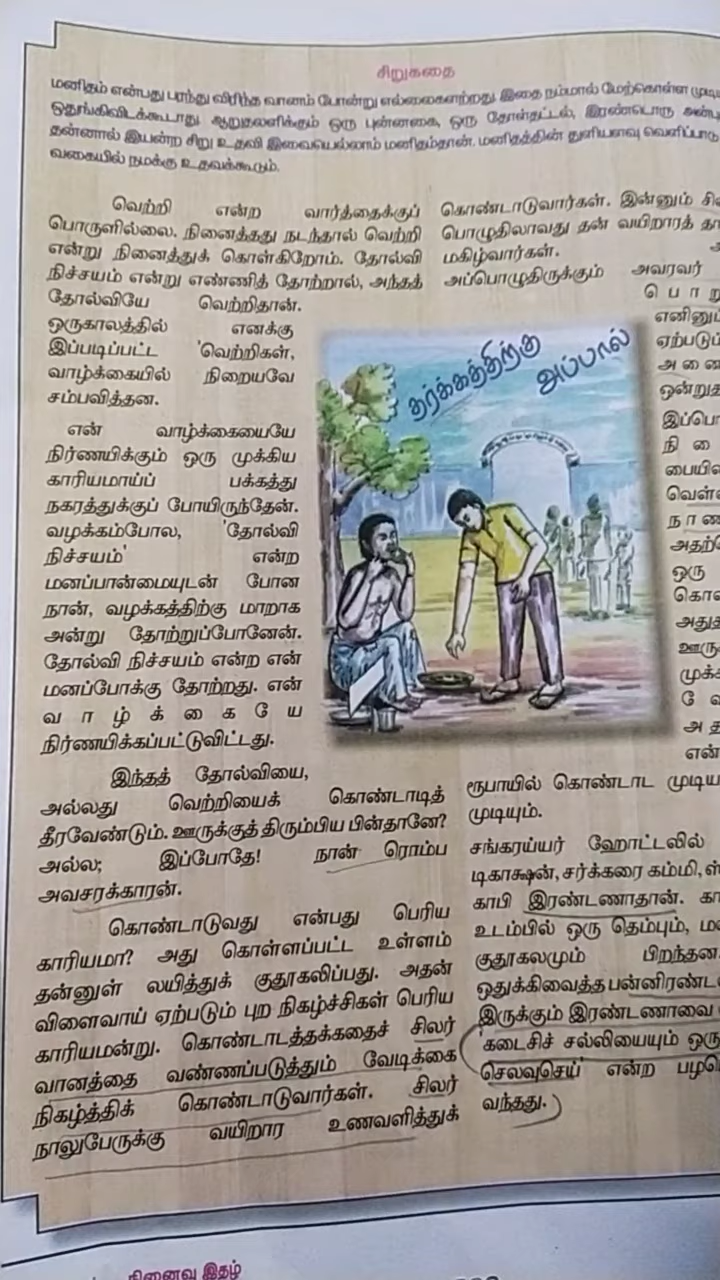 சிறுகதை
மனிதம் என்பது பரந்து விரிந்த வானம் போன்று எல்லைகளற்றது. இதை நம்மால் மேற்கொள்ள
ஒதுங்கிவிடக்கூடாது. ஆறுதலளிக்கும் ஒரு புன்னகை, ஒரு தோள்தட்டல், இரண்டொரு
தன்னால் இயன்ற சிறு உதவி இவையெல்லாம் மனிதம்தான். மனிதத்தின் துளியளவு வெளிப்பாடு
வகையில் நமக்கு உதவக்கூடும்.
வெற்றி என்ற வார்த்தைக்குப்
பொருளில்லை. நினைத்தது நடந்தால் வெற்றி
என்று நினைத்துக் கொள்கிறோம். தோல்வி
நிச்சயம் என்று எண்ணித் தோற்றால், அந்தத்
தோல்வியே வெற்றிதான்.
ஒருகாலத்தில் எனக்கு
இப்படிப்பட்ட 'வெற்றிகள்,
வாழ்க்கையில் நிறையவே
சம்பவித்தன.
என் வாழ்க்கையையே
நிர்ணயிக்கும் ஒரு முக்கிய
காரியமாய்ப் பக்கத்து
நகரத்துக்குப் போயிருந்தேன்.
வழக்கம்போல, 'தோல்வி
நிச்சயம்' என்ற
மனப்பான்மையுடன் போன
நான், வழக்கத்திற்கு மாறாக
அன்று தோற்றுப்போனேன்.
தோல்வி நிச்சயம் என்ற என்
மனப்போக்கு தோற்றது. என்
வாழ்க்கையே
நிர்ணயிக்கப்பட்டுவிட்டது.
இந்தத் தோல்வியை,
அல்லது வெற்றியைக் கொண்டாடித்
தீரவேண்டும். ஊருக்குத் திரும்பிய பின்தானே?
அல்ல; இப்போதே! நான் ரொம்ப
அவசரக்காரன்.
கொண்டாடுவது என்பது பெரிய
காரியமா? அது கொள்ளப்பட்ட உள்ளம்
தன்னுள் லயித்துக் குதூகலிப்பது. அதன்
விளைவாய் ஏற்படும் புற நிகழ்ச்சிகள் பெரிய
காரியமன்று. கொண்டாடத்தக்கதைச் சிலர்
வானத்தை வண்ணப்படுத்தும் வேடிக்கை
நிகழ்த்திக் கொண்டாடுவார்கள். சிலர்
நாலுபேருக்கு வயிறார உணவளித்துக்
கொண்டாடுவார்கள். இன்னும்
பொழுதிலாவது தன் வயிறாரத்
மகிழ்வார்கள்.
அப்பொழுதிருக்கும் அவரவர்
தர்க்கத்திற்கு
அப்பால்
ஒரு
என்
ரூபாயில் கொண்டாட
முடியும்.
சங்கரய்யர் ஹோட்டலில்
டிகாக்ஷன், சர்க்கரை கம்மி,
காபி இரண்டணாதான்.
உடம்பில் ஒரு தெம்பும்,
குதூகலமும் பிறந்தன
ஒதுக்கிவைத்த
இருக்கும் இரண்டணாவை
'கடைசிச் சல்லியையும் ஒரு
செலவுசெய்' என்ற
வந்தது.
நினைவு இதழ்